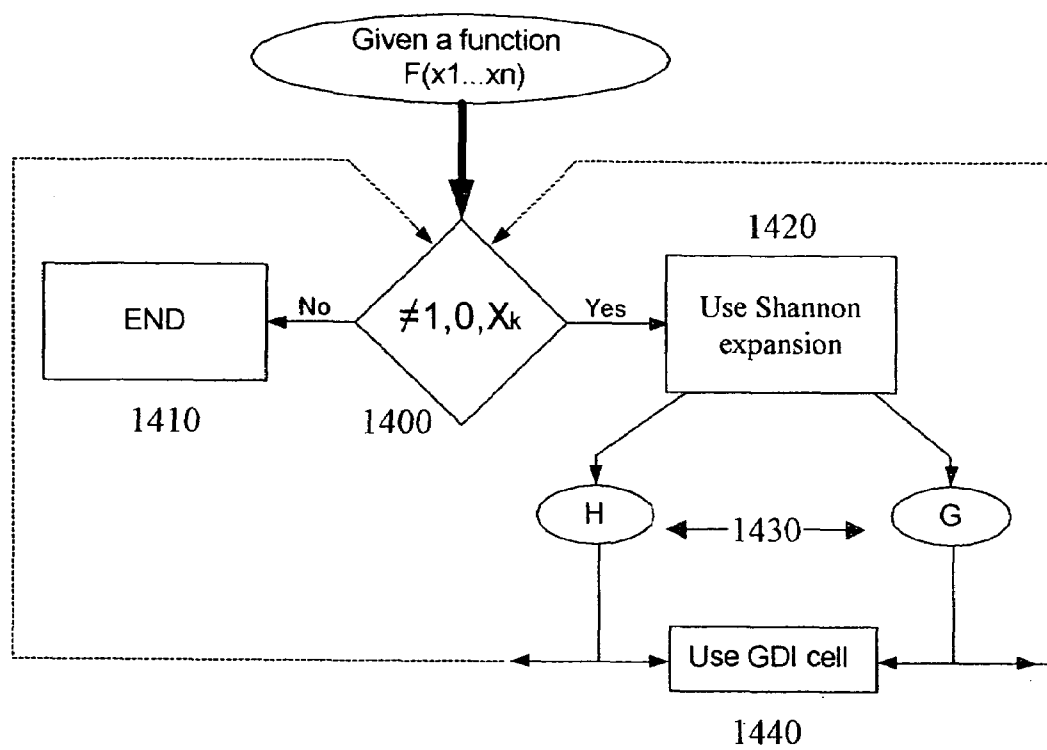 Given a function
F(x1...xn)
1420
≠1,0,Xk
No
Yes
END
Use Shannon
expansion
1410
1400
H
1430
G
Use GDI cell
1440